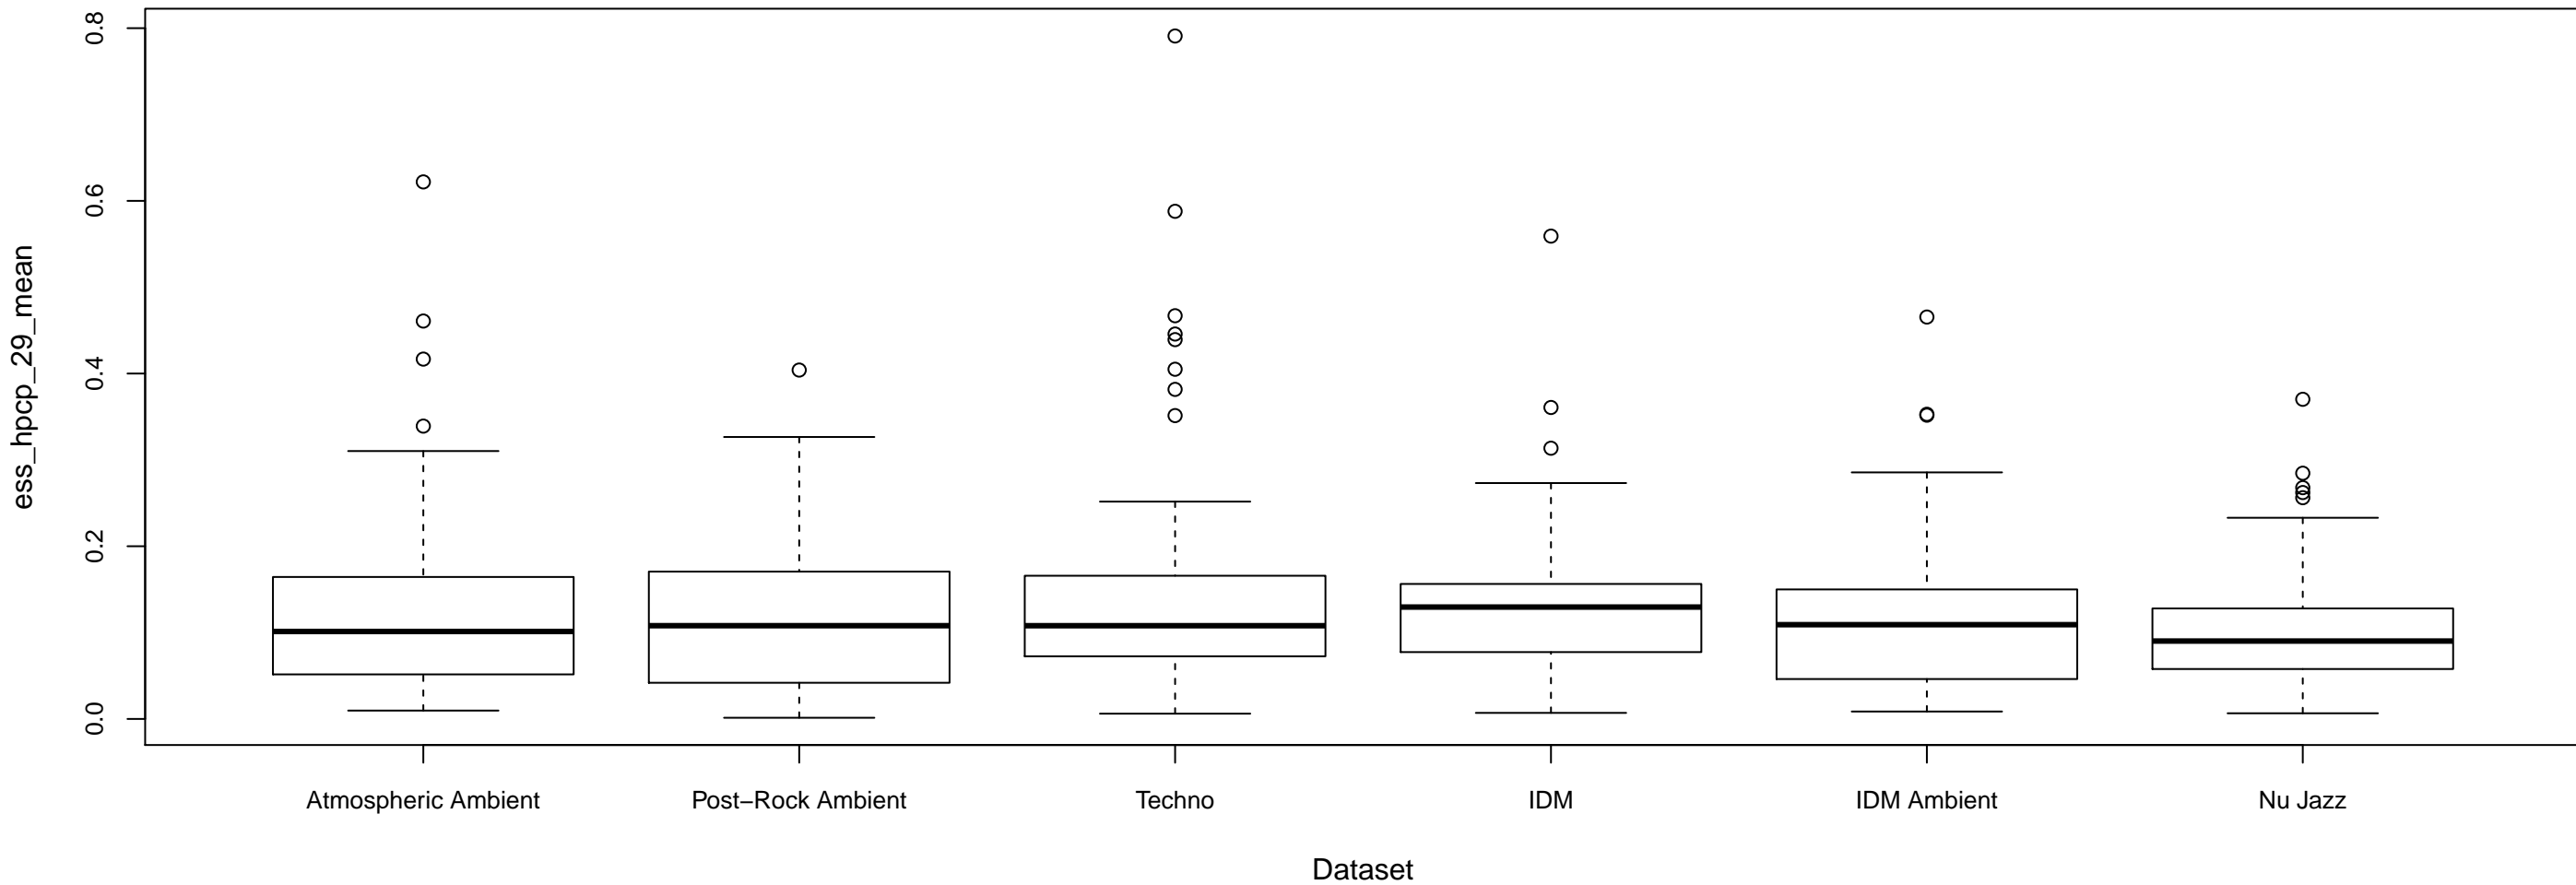 ess_hpcp_29_mean
0.8
0.6
0.4
0.2
0.0
Atmospheric Ambient
Post−Rock Ambient
Techno
IDM
IDM Ambient
Nu Jazz
Dataset